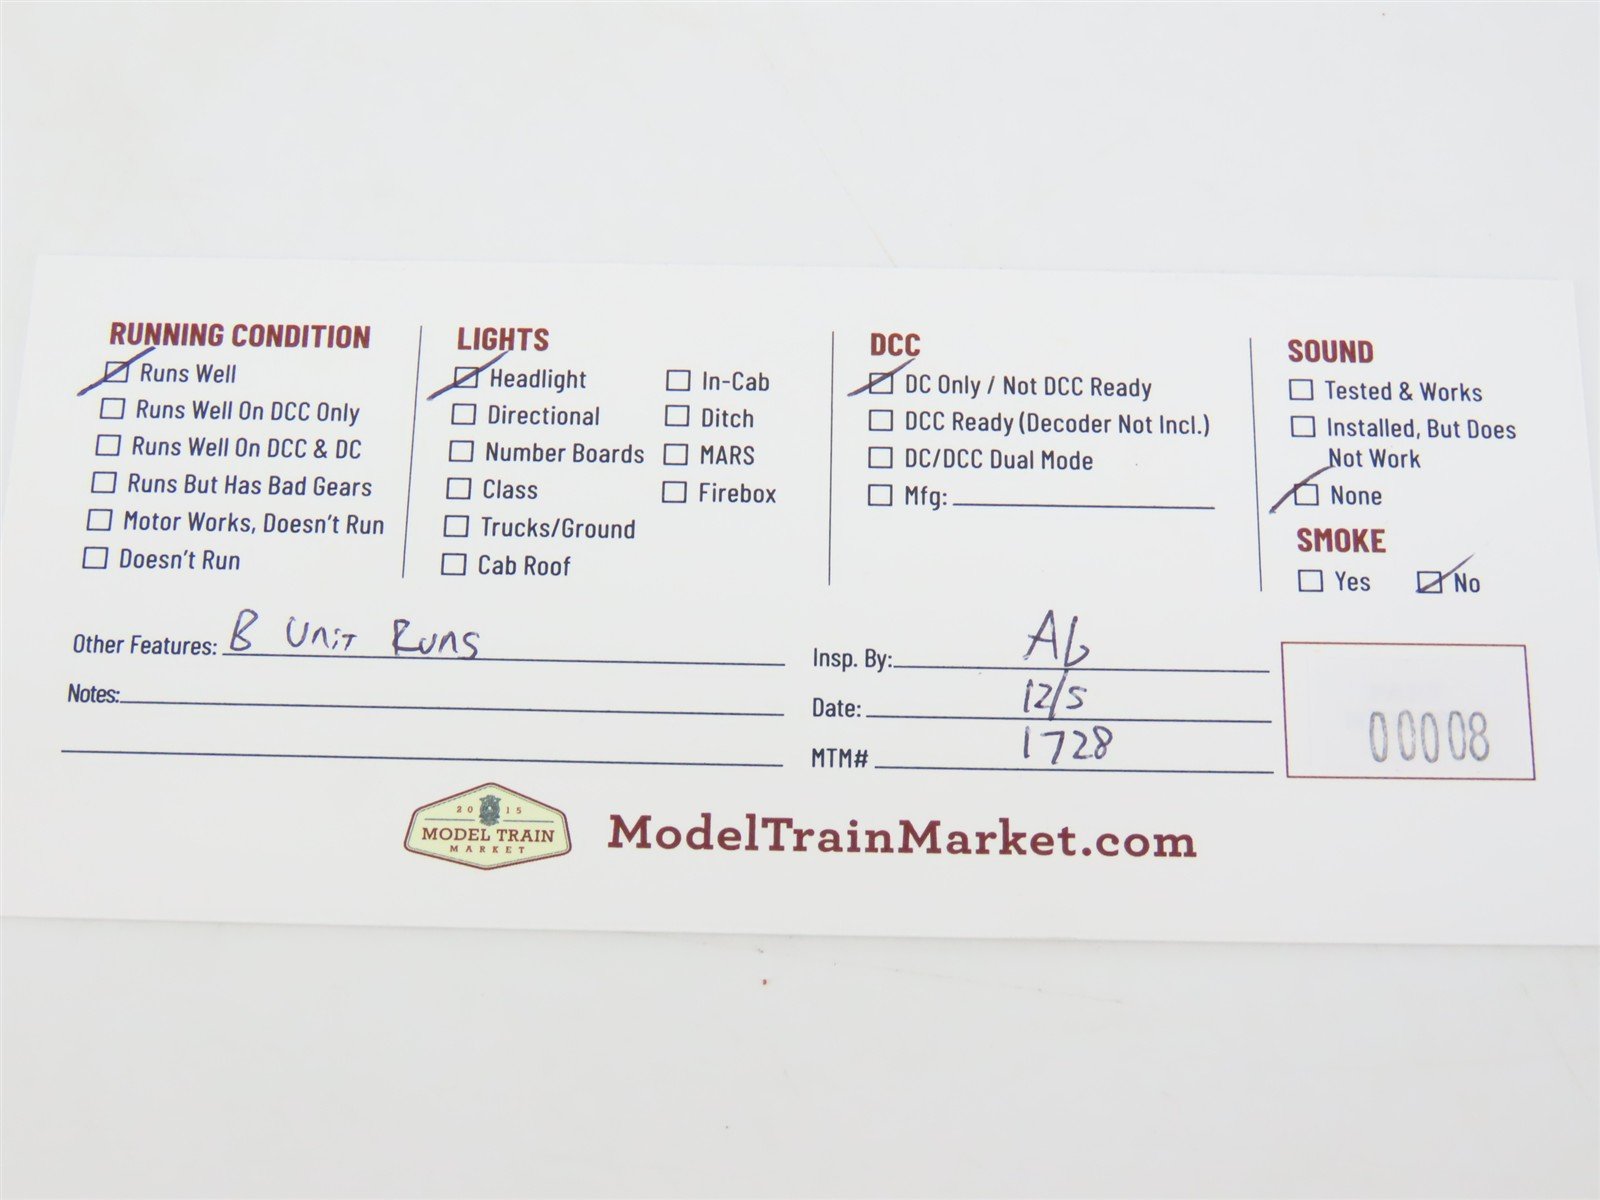 RUNNING CONDITION
Runs Well
Runs Well On DCC Only
Runs Well On DCC & DC
Runs But Has Bad Gears
Motor Works, Doesn't Run
Doesn't Run
LIGHTS
Headlight
Directional
Number Boards
Class
Trucks/Ground
Cab Roof
In-Cab
Ditch
MARS
Firebox
DCC
DC Only / Not DCC Ready
DCC Ready (Decoder Not Incl.)
DC/DCC Dual Mode
Mfg:
SOUND
Tested & Works
Installed, But Does
Not Work
None
SMOKE
Yes No
Other Features: B Unit Runs
Notes:
Insp. By:
Date: 12/5
MTM# 1728
00008
2015
MODEL TRAIN
MARKET
ModelTrainMarket.com